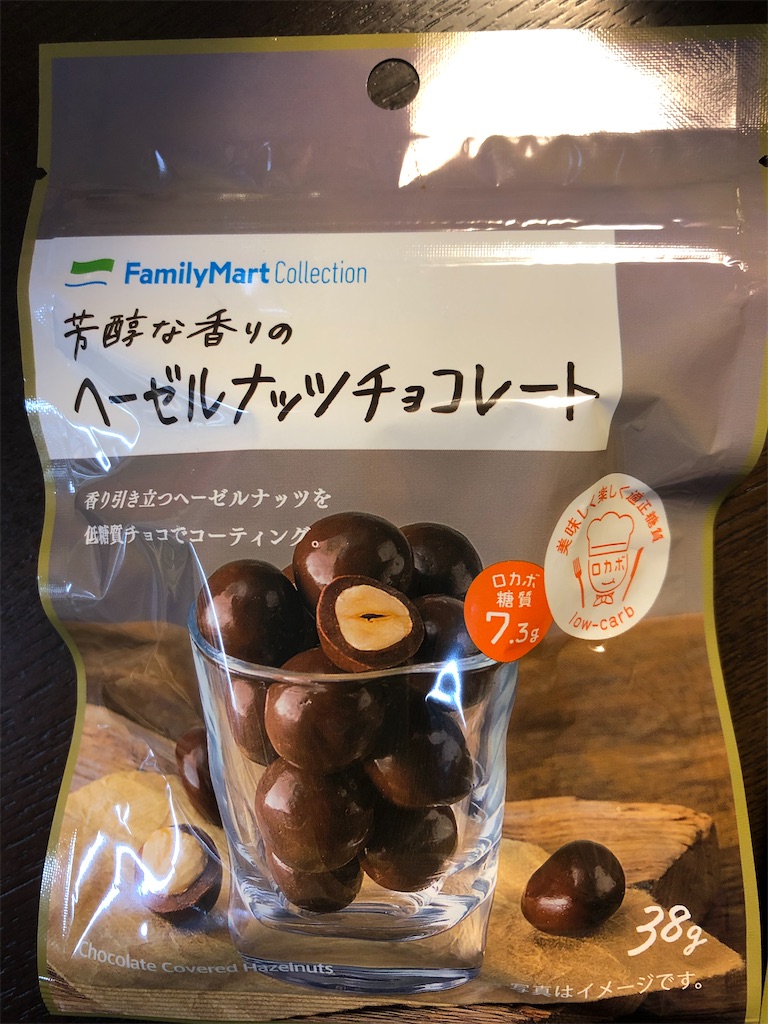 FamilyMart Collection
芳醇な香りの
ヘーゼルナッツチョコレート
香り引き立つヘーゼルナッツを
低糖質チョコでコーティング。
美味しく楽しく適正糖質
ロカボ
low-carb
ロカボ
糖質
7.3g
38g
Chocolate Covered Hazelnuts
写真はイメージです。